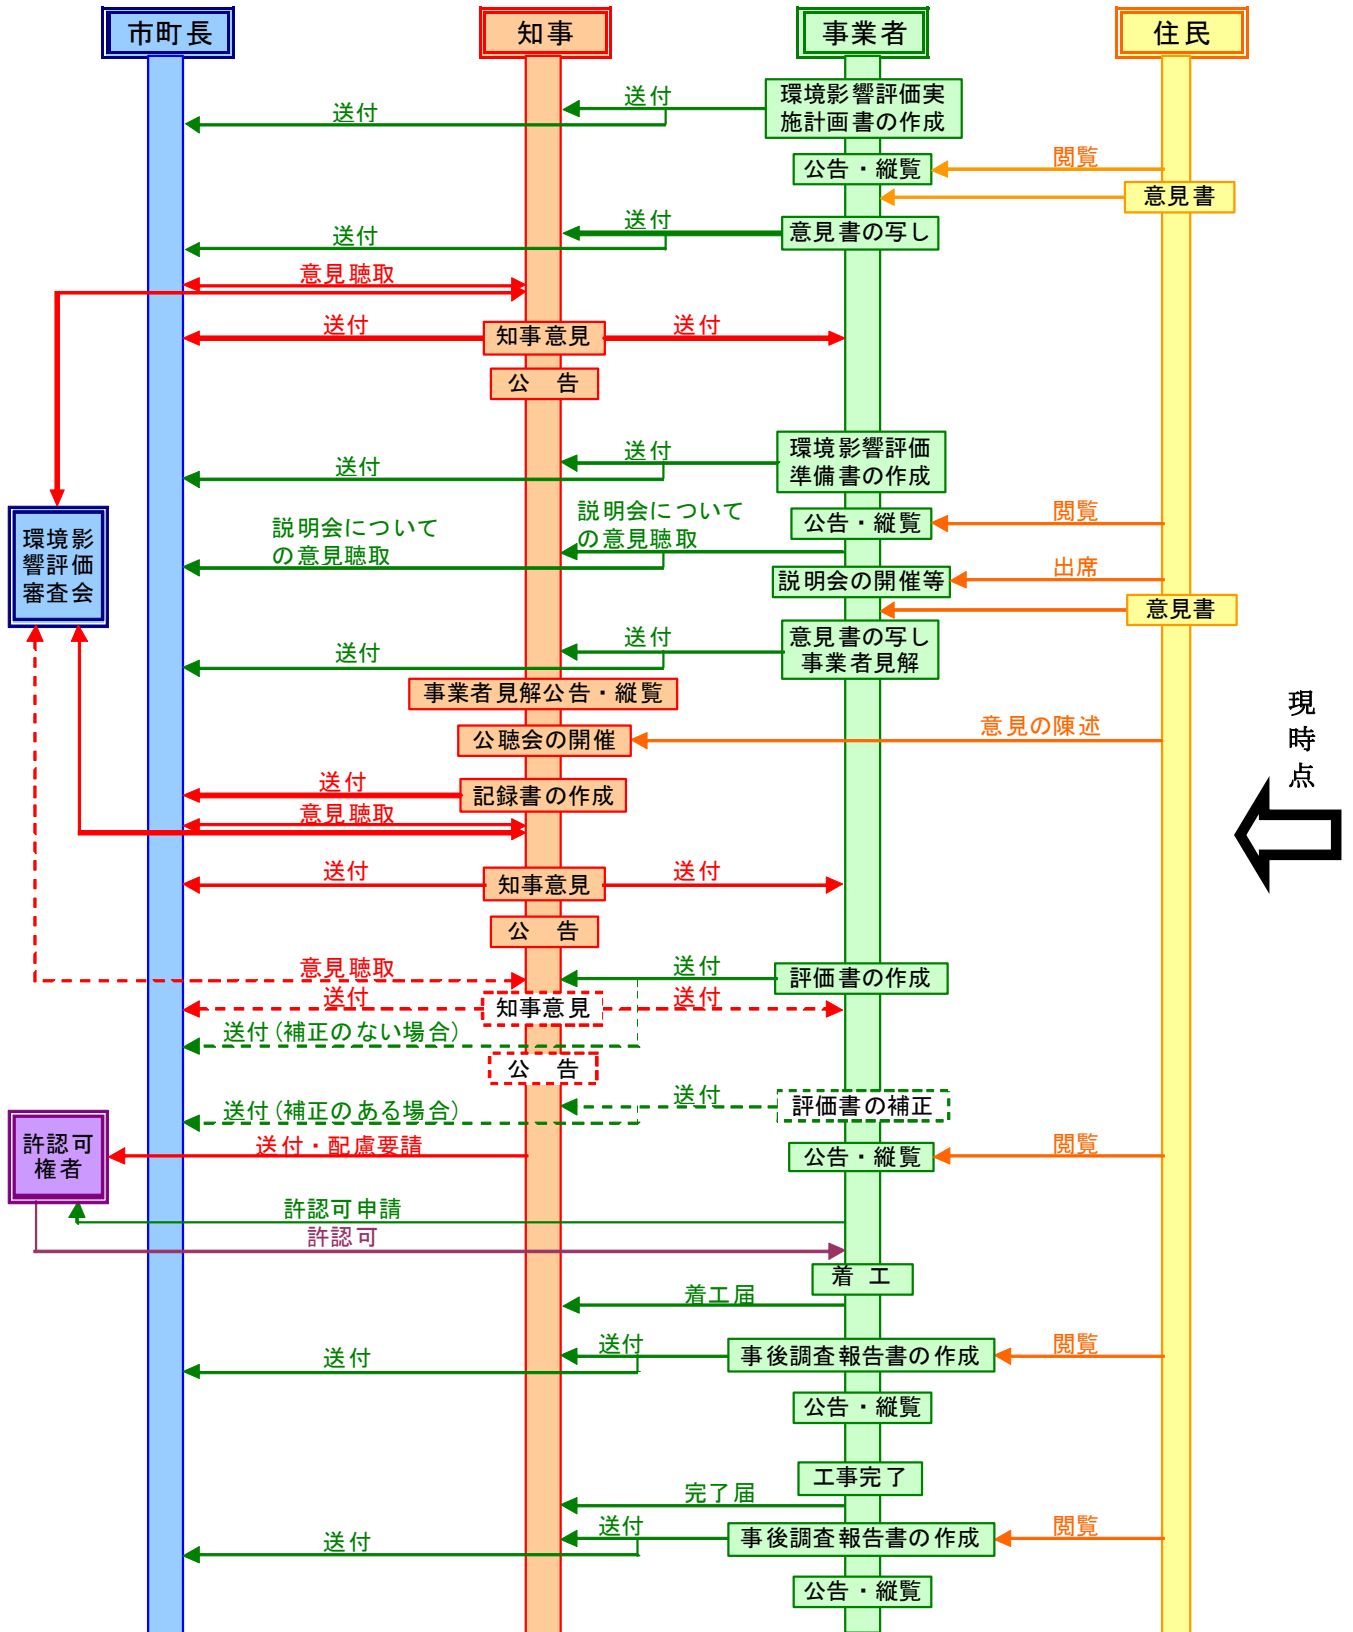 市町長
知事
事業者
住民
環境影響評価実
施計画書の作成
送付
送付
公告・縦覧
閲覧
意見書
意見書の写し
送付
送付
意見聴取
送付
知事意見
送付
公　告
環境影響評価
準備書の作成
送付
送付
環境影
響評価
審査会
公告・縦覧
閲覧
説明会について
の意見聴取
説明会について
の意見聴取
説明会の開催等
出席
意見書
意見書の写し
事業者見解
送付
送付
事業者見解公告・縦覧
現
時
点
公聴会の開催
意見の陳述
送付
記録書の作成
意見聴取
送付
知事意見
送付
公　告
意見聴取
送付
評価書の作成
送付
知事意見
送付
送付(補正のない場合)
公　告
送付
評価書の補正
送付(補正のある場合)
許認可
権者
送付・配慮要請
公告・縦覧
閲覧
許認可申請
許認可
着　工
着工届
送付
送付
事後調査報告書の作成
閲覧
公告・縦覧
工事完了
完了届
送付
送付
事後調査報告書の作成
閲覧
公告・縦覧